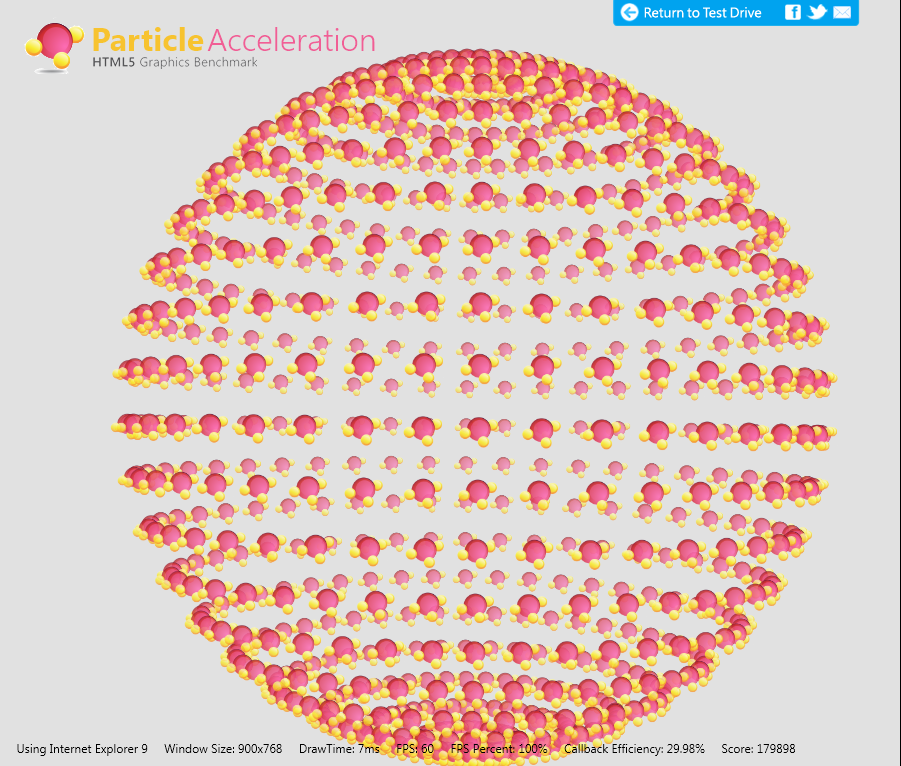 Return to Test Drive
Particle Acceleration
HTML5 Graphics Benchmark
Using Internet Explorer 9 Window Size: 900x768 DrawTime: 7ms FPS: 60 FPS Percent: 100% Callback Efficiency: 29.98% Score: 179898